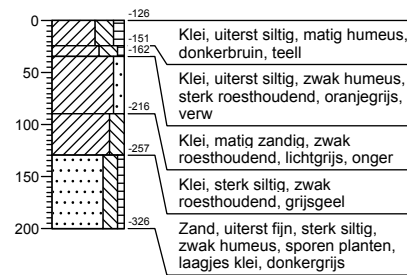 0
50
100
150
200
-126
-151
-162
-216
-257
-326
Klei, uiterst siltig, matig humeus,
donkerbruin, teell
Klei, uiterst siltig, zwak humeus,
sterk roesthoudend, oranjegrijs,
verw
Klei, matig zandig, zwak
roesthoudend, lichtgrijs, onger
Klei, sterk siltig, zwak
roesthoudend, grijsgeel
Zand, uiterst fijn, sterk siltig,
zwak humeus, sporen planten,
laagjes klei, donkergrijs